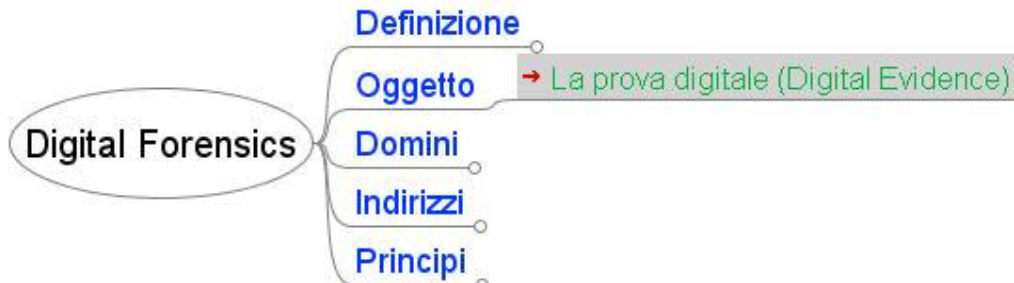 Digital Forensics
Definizione
Oggetto
La prova digitale (Digital Evidence)
Domini
Indirizzi
Principi